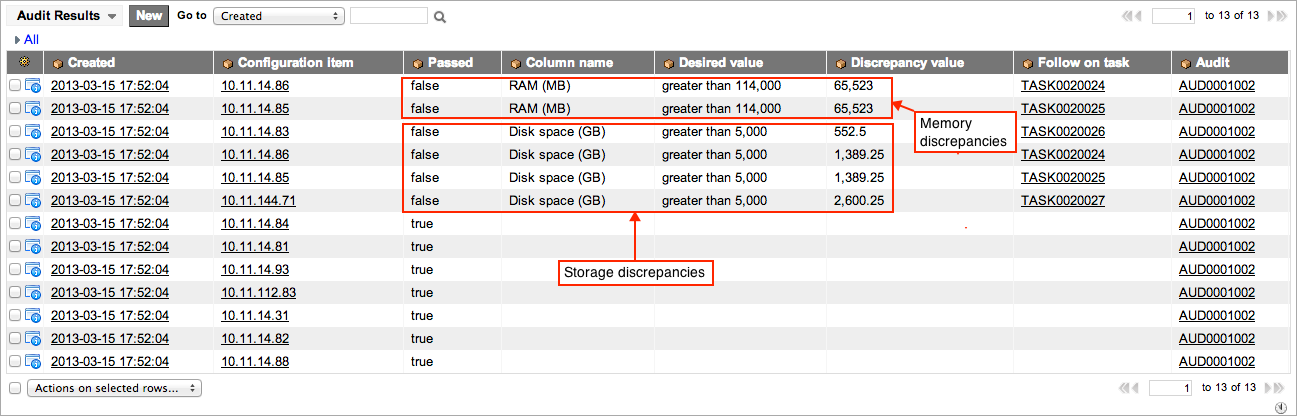 Audit Results New Go to Created 1 to 13 of 13
All
Created Configuration item Passed Column name Desired value Discrepancy value Follow on task Audit
2013-03-15 17:52:04 10.11.14.86 false RAM (MB) greater than 114,000 65,523 TASK0020024 AUD0001002
2013-03-15 17:52:04 10.11.14.85 false RAM (MB) greater than 114,000 65,523 TASK0020025 AUD0001002
Memory
discrepancies
2013-03-15 17:52:04 10.11.14.83 false Disk space (GB) greater than 5,000 552.5 TASK0020026 AUD0001002
2013-03-15 17:52:04 10.11.14.86 false Disk space (GB) greater than 5,000 1,389.25 TASK0020024 AUD0001002
2013-03-15 17:52:04 10.11.14.85 false Disk space (GB) greater than 5,000 1,389.25 TASK0020025 AUD0001002
2013-03-15 17:52:04 10.11.144.71 false Disk space (GB) greater than 5,000 2,600.25 TASK0020027 AUD0001002
2013-03-15 17:52:04 10.11.14.84 true AUD0001002
2013-03-15 17:52:04 10.11.14.81 true AUD0001002
2013-03-15 17:52:04 10.11.14.93 true AUD0001002
Storage discrepancies
2013-03-15 17:52:04 10.11.112.83 true AUD0001002
2013-03-15 17:52:04 10.11.14.31 true AUD0001002
2013-03-15 17:52:04 10.11.14.82 true AUD0001002
2013-03-15 17:52:04 10.11.14.88 true AUD0001002
Actions on selected rows... 1 to 13 of 13